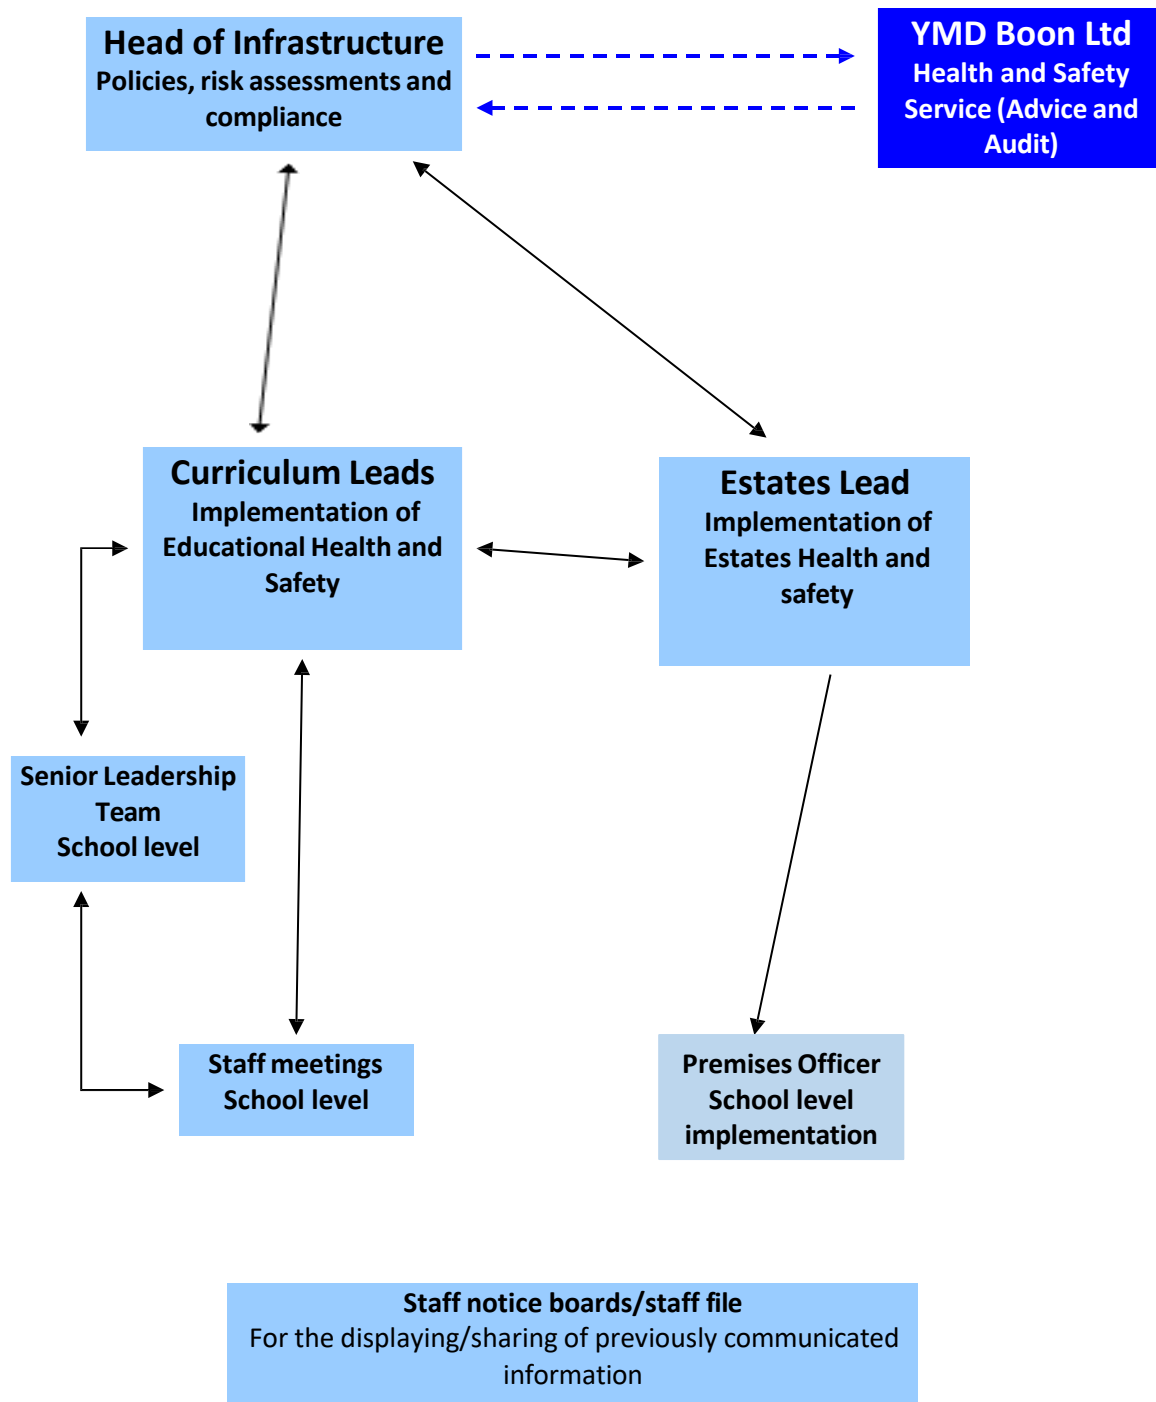 Head of Infrastructure
Policies, risk assessments and
compliance
YMD Boon Ltd
Health and Safety
Service (Advice and
Audit)
Curriculum Leads
Implementation of
Educational Health and
Safety
Estates Lead
Implementation of
Estates Health and
safety
Senior Leadership
Team
School level
Staff meetings
School level
Premises Officer
School level
implementation
Staff notice boards/staff file
For the displaying/sharing of previously communicated
information